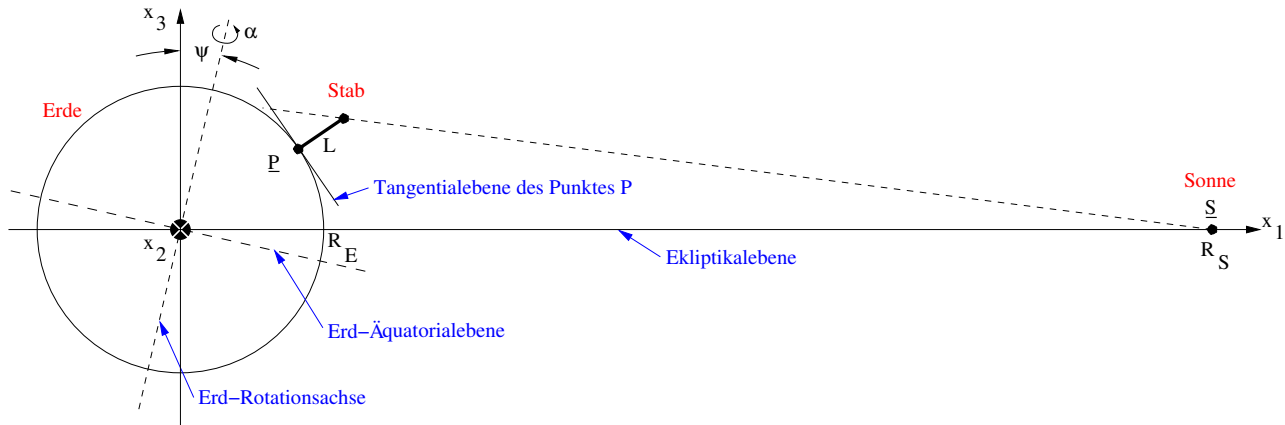 x3
ψ
α
Stab
Erde
L
P
Tangentialebene des Punktes P
Sonne
S
x1
x2
RE
RS
Ekliptikalebene
Erd−Äquatorialebene
Erd−Rotationsachse